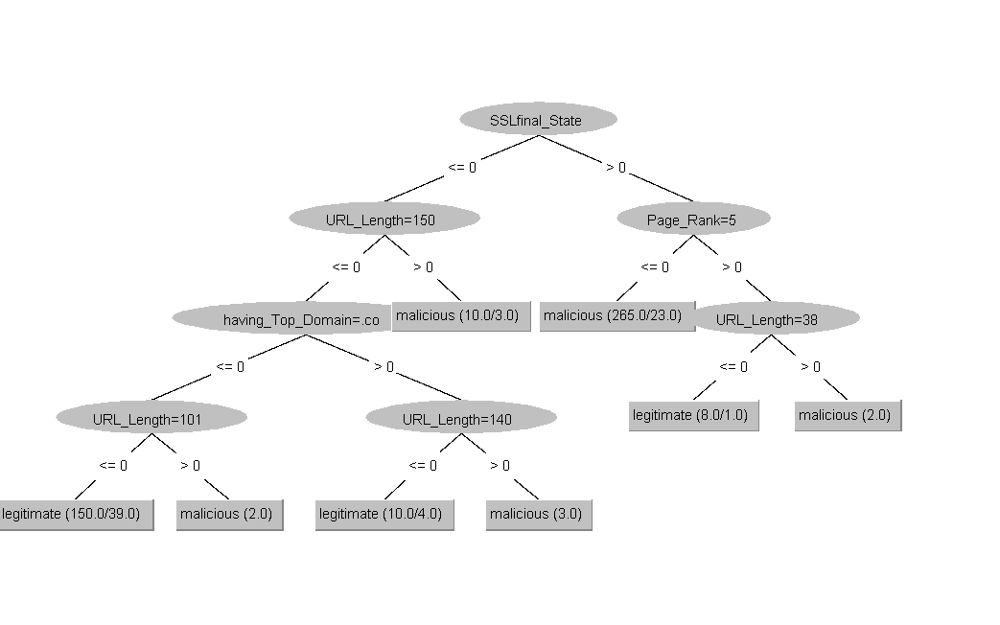 SSLfinal_State
<= 0
> 0
URL_Length=150
Page_Rank=5
<= 0
> 0
<= 0
> 0
having_Top_Domain=.co
malicious (10.0/3.0)
malicious (265.0/23.0)
URL_Length=38
<= 0
> 0
<= 0
> 0
URL_Length=101
URL_Length=140
legitimate (8.0/1.0)
malicious (2.0)
<= 0
> 0
<= 0
> 0
legitimate (150.0/39.0)
malicious (2.0)
legitimate (10.0/4.0)
malicious (3.0)